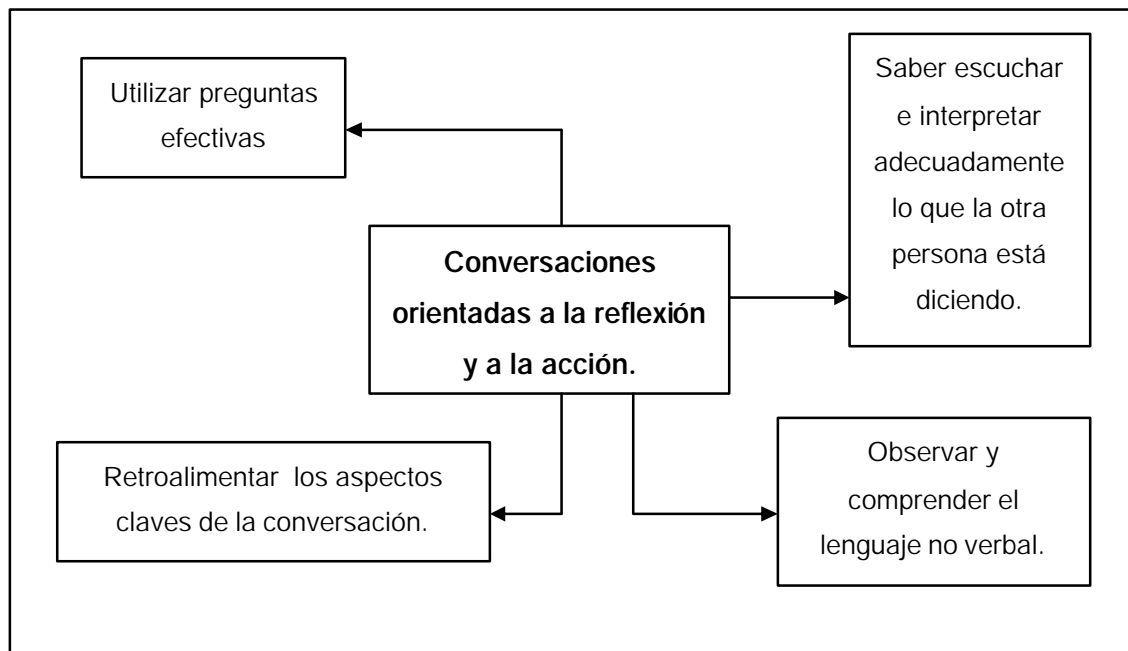 Utilizar preguntas
efectivas
Saber escuchar
e interpretar
adecuadamente
lo que la otra
persona está
diciendo.
Conversaciones
orientadas a la reflexión
y a la acción.
Retroalimentar  los aspectos
claves de la conversación.
Observar y
comprender el
lenguaje no verbal.